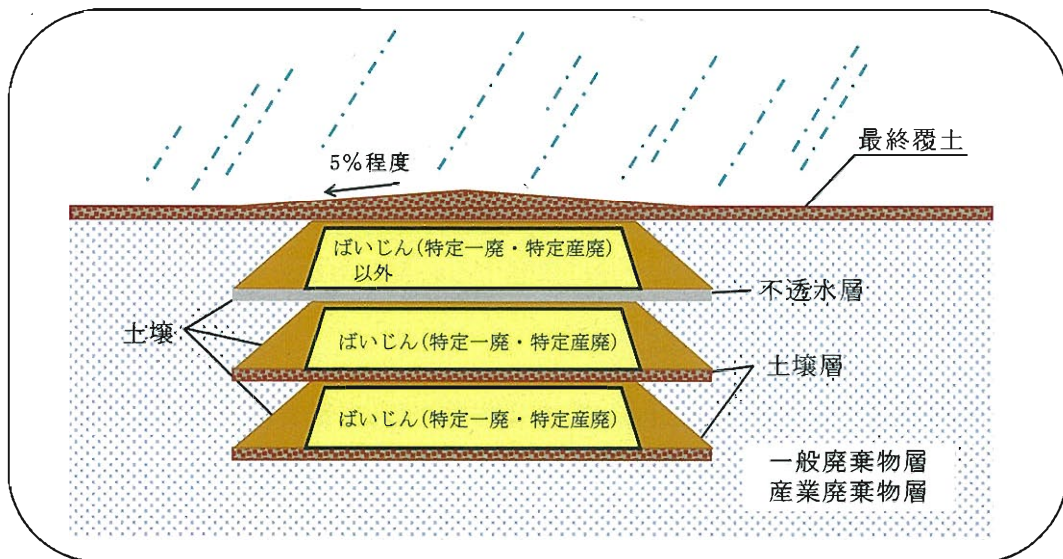 5%程度
最終覆土
ばいじん(特定一廃・特定産廃)
以外
不透水層
土壌
ばいじん(特定一廃・特定産廃)
土壌層
ばいじん(特定一廃・特定産廃)
一般廃棄物層
産業廃棄物層